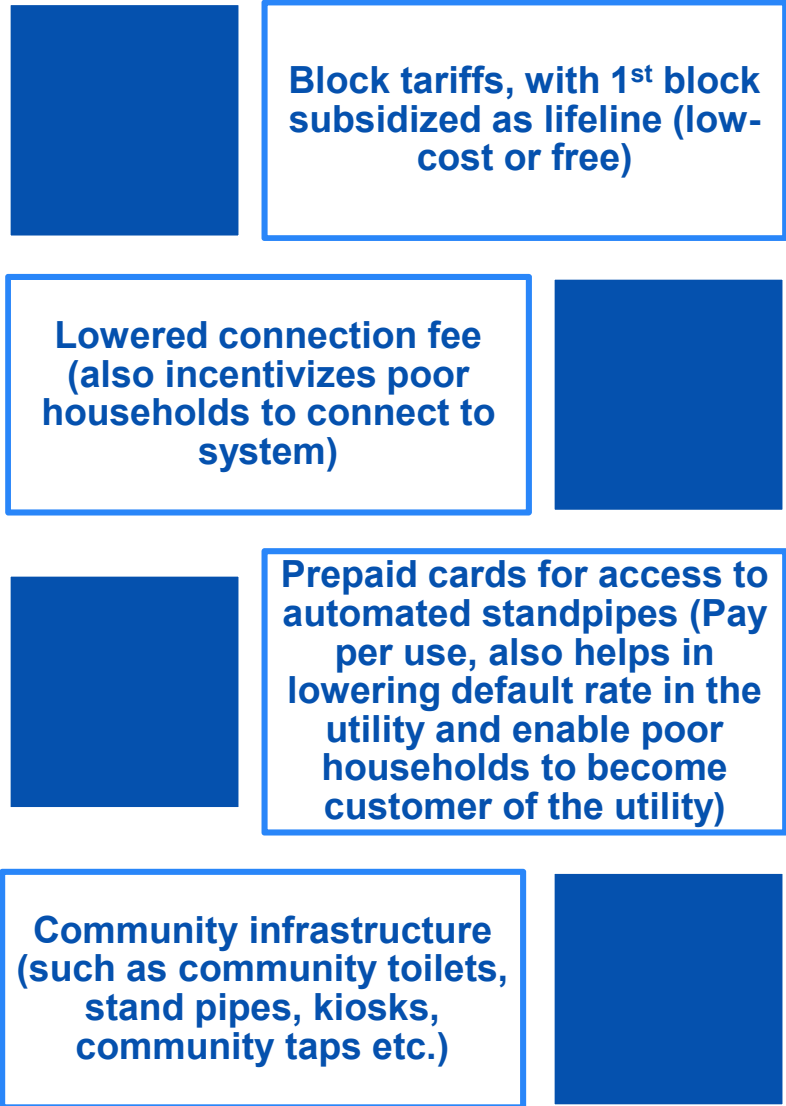 Block tariffs, with 1st block
subsidized as lifeline (low-
cost or free)
Lowered connection fee
(also incentivizes poor
households to connect to
system)
Prepaid cards for access to
automated standpipes (Pay
per use, also helps in
lowering default rate in the
utility and enable poor
households to become
customer of the utility)
Community infrastructure
(such as community toilets,
stand pipes, kiosks,
community taps etc.)